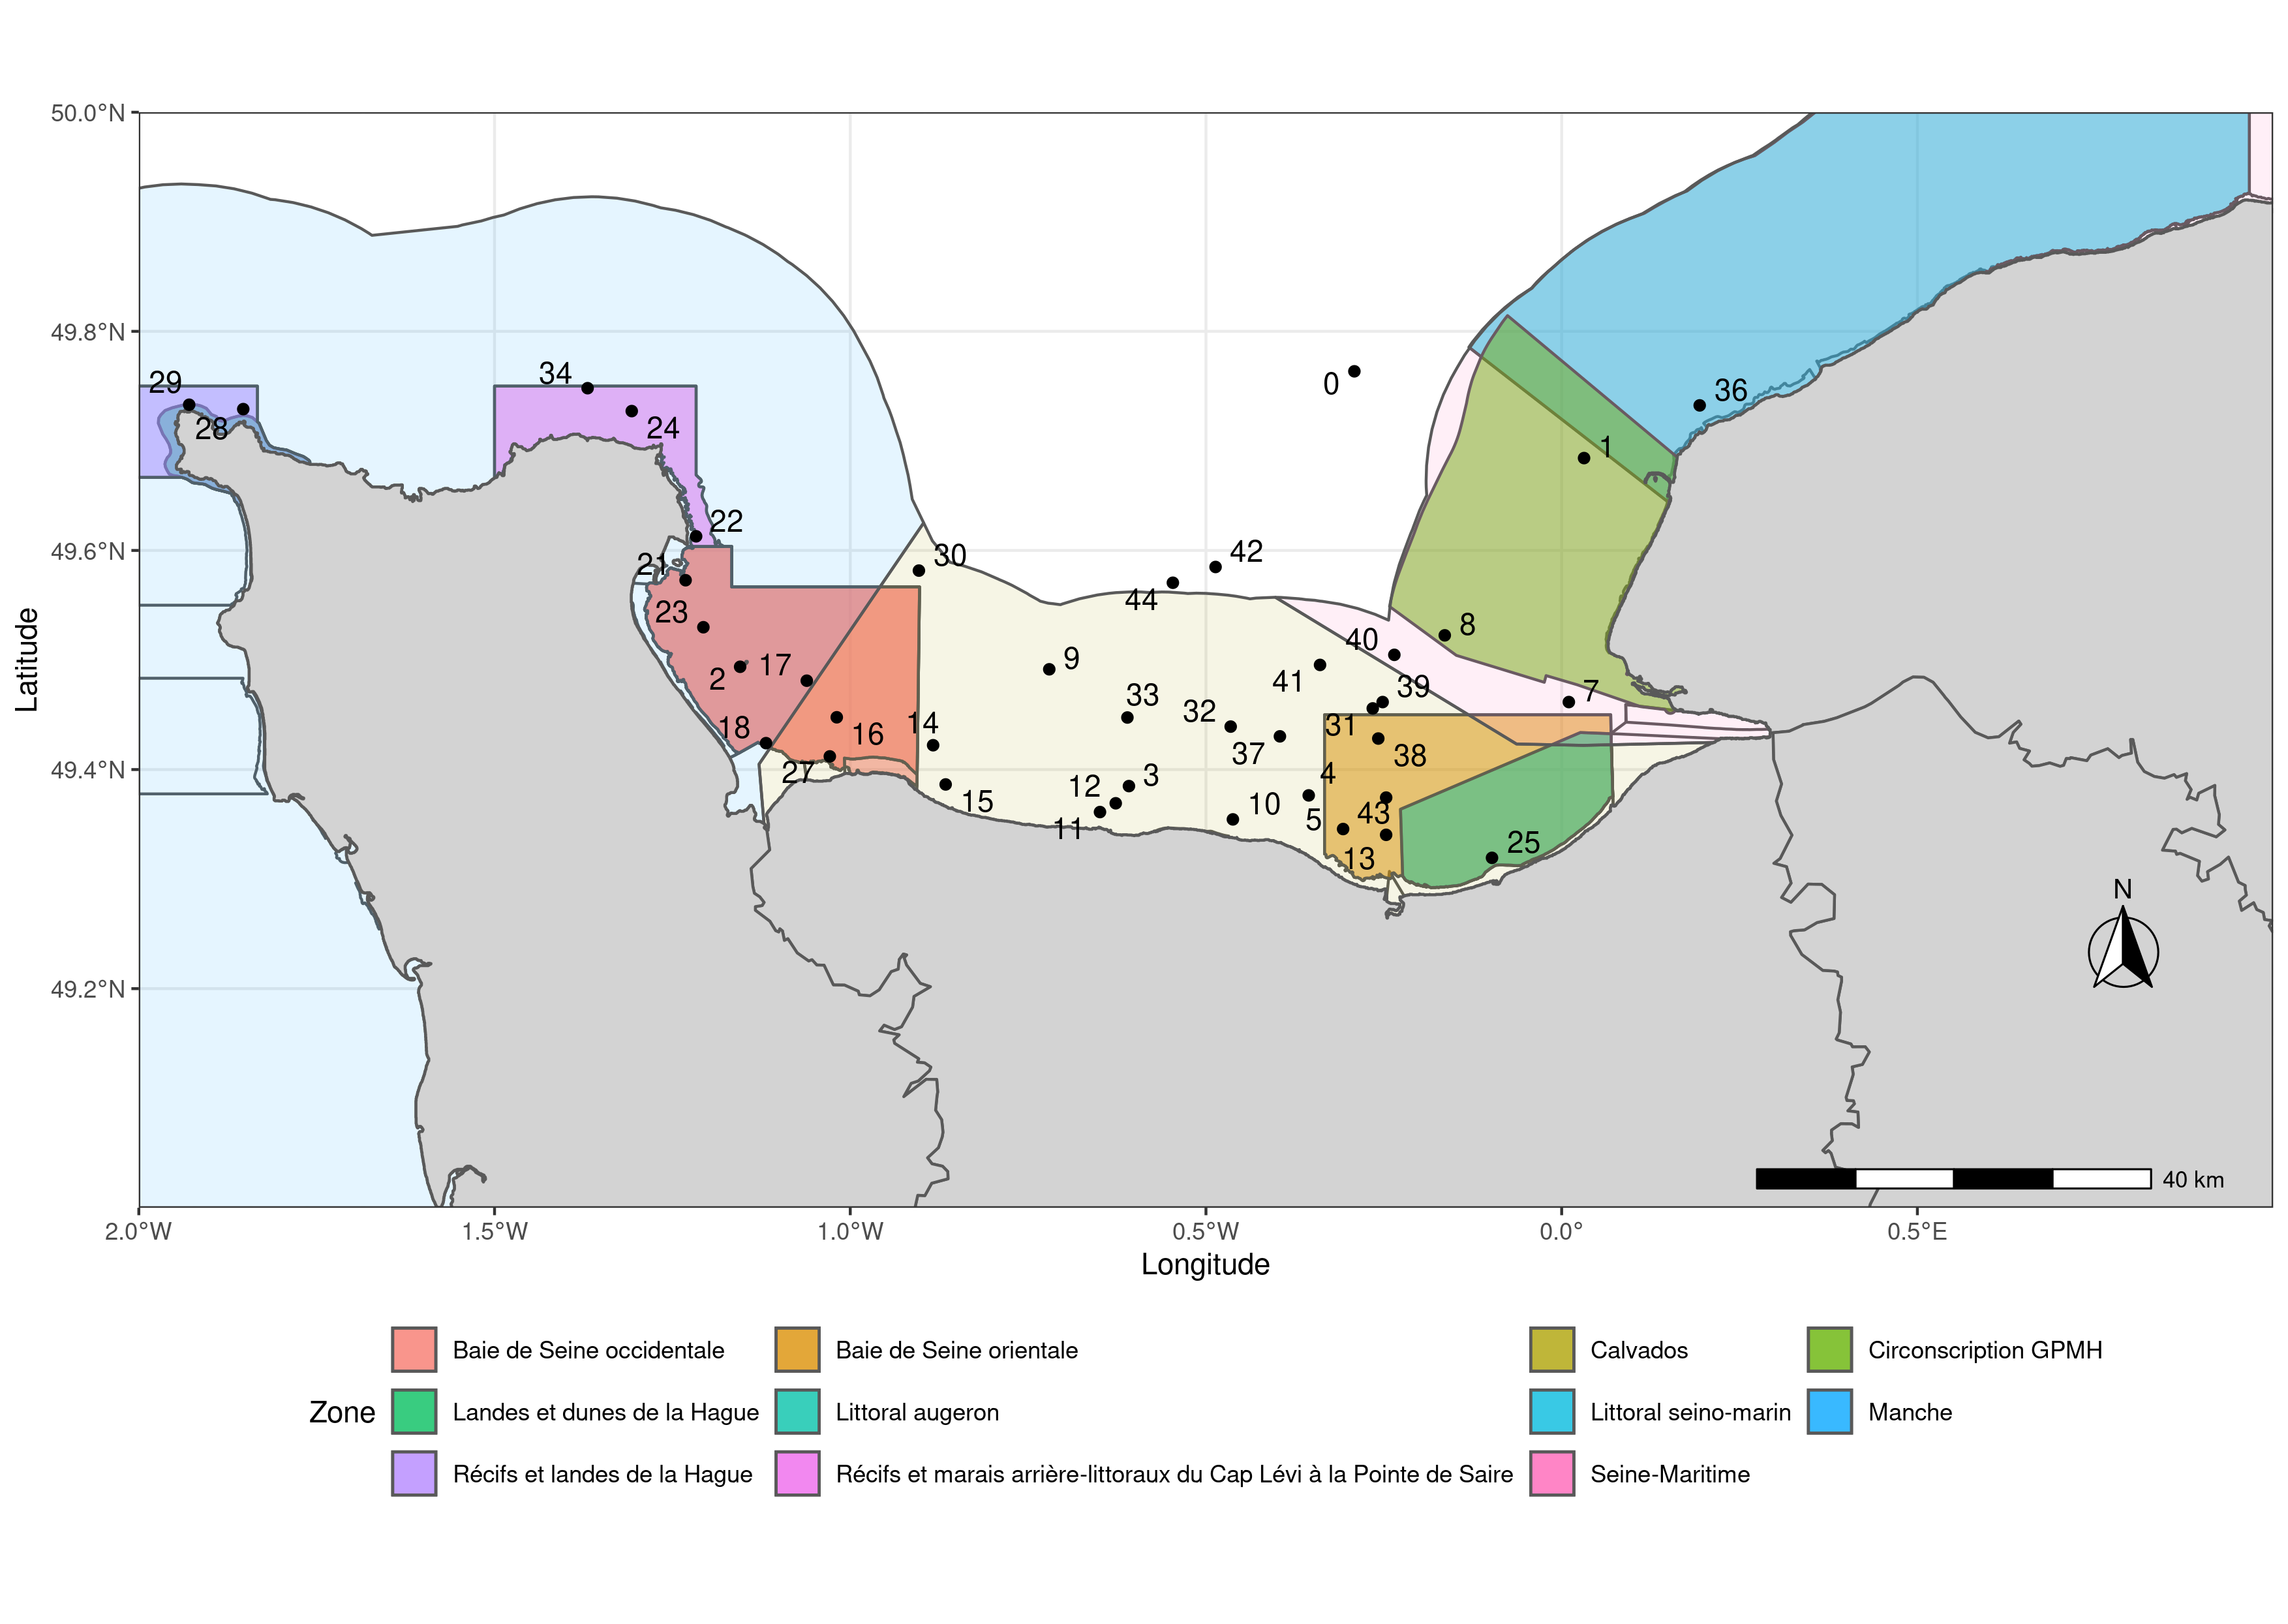 50.0°N
49.8°N
49.6°N
49.4°N
49.2°N
Latitude
29
28
34
24
22
21
23
2
17
18
16
27
14
15
30
9
44
42
33
32
12
3
11
10
37
41
40
39
31
38
4
5
43
13
25
0
1
8
7
36
N
40 km
2.0°W 1.5°W 1.0°W 0.5°W 0.0° 0.5°E
Longitude
Zone
Baie de Seine occidentale Baie de Seine orientale Calvados Circonscription GPMH
Landes et dunes de la Hague Littoral augeron Littoral seino-marin Manche
Récifs et landes de la Hague Récifs et marais arrière-littoraux du Cap Lévi à la Pointe de Saire Seine-Maritime